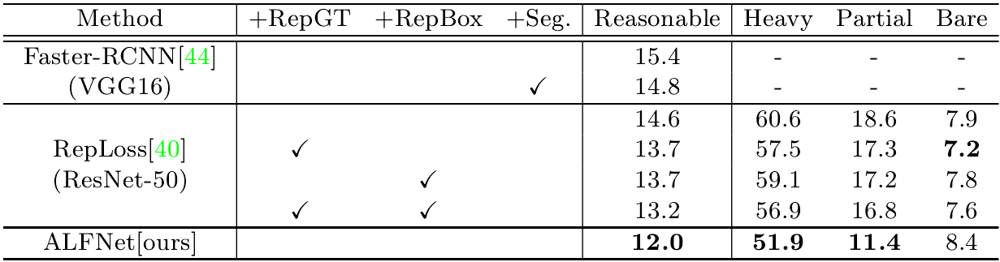 Method +RepGT +RepBox +Seg. Reasonable Heavy Partial Bare
Faster-RCNN[44] 15.4 - - -
(VGG16) ✓ 14.8 - - -
14.6 60.6 18.6 7.9
RepLoss[40] ✓ 13.7 57.5 17.3 7.2
(ResNet-50) ✓ 13.7 59.1 17.2 7.8
✓ ✓ 13.2 56.9 16.8 7.6
ALFNet[ours] 12.0 51.9 11.4 8.4